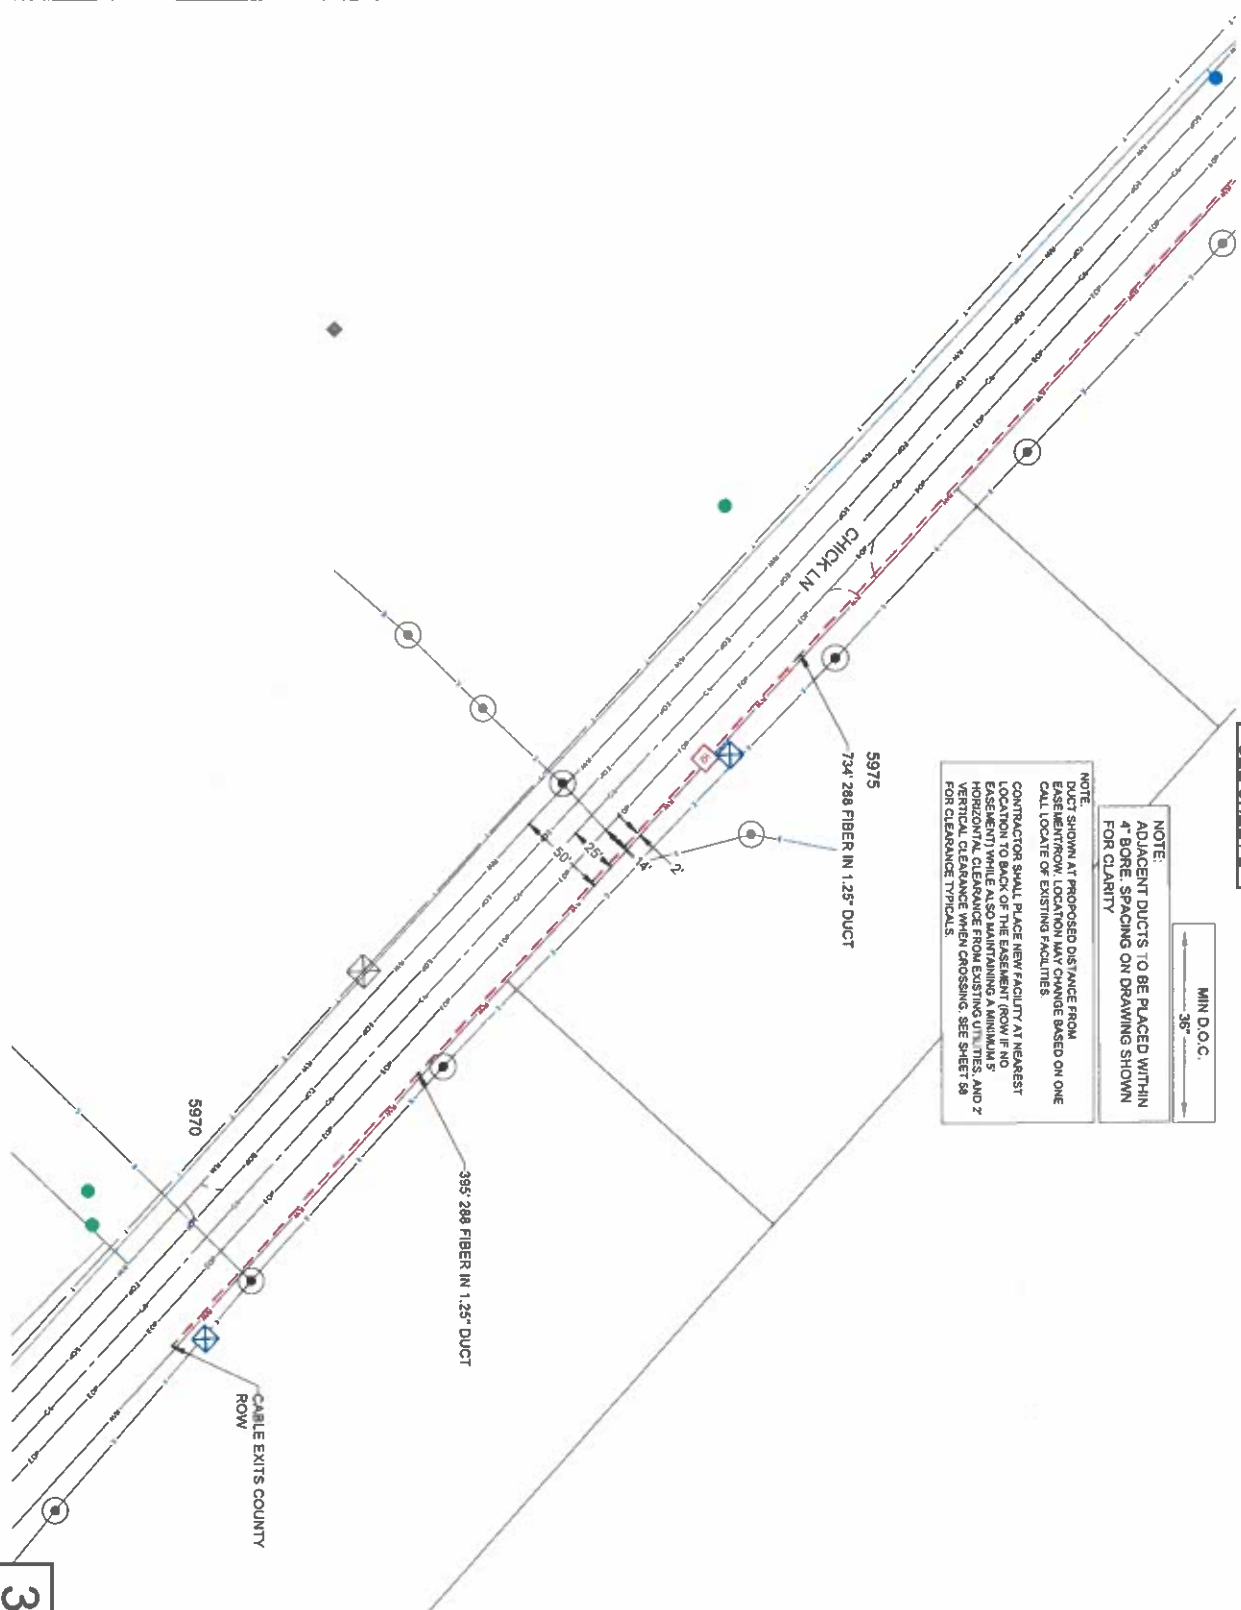 MIN D.O.C.
36"
NOTE:
ADJACENT DUCTS TO BE PLACED WITHIN
4" BORE. SPACING ON DRAWING SHOWN
FOR CLARITY
NOTE:
DUCT SHOWN AT PROPOSED DISTANCE FROM
EASEMENT/ROW. LOCATION MAY CHANGE BASED ON ONE
CALL LOCATE OF EXISTING FACILITIES
CONTRACTOR SHALL PLACE NEW FACILITY AT NEAREST
LOCATION TO BACK OF THE EASEMENT (ROW IF NO
EASEMENT) WHILE ALSO MAINTAINING A MINIMUM 5'
HORIZONTAL CLEARANCE FROM EXISTING UTILITIES, AND 2'
VERTICAL CLEARANCE WHEN CROSSING. SEE SHEET 58
FOR CLEARANCE TYPICALS.
5975
734' 288 FIBER IN 1.25" DUCT
CHICK LN
2'
14'
25'
50'
395' 288 FIBER IN 1.25" DUCT
5970
CABLE EXITS COUNTY
ROW
3